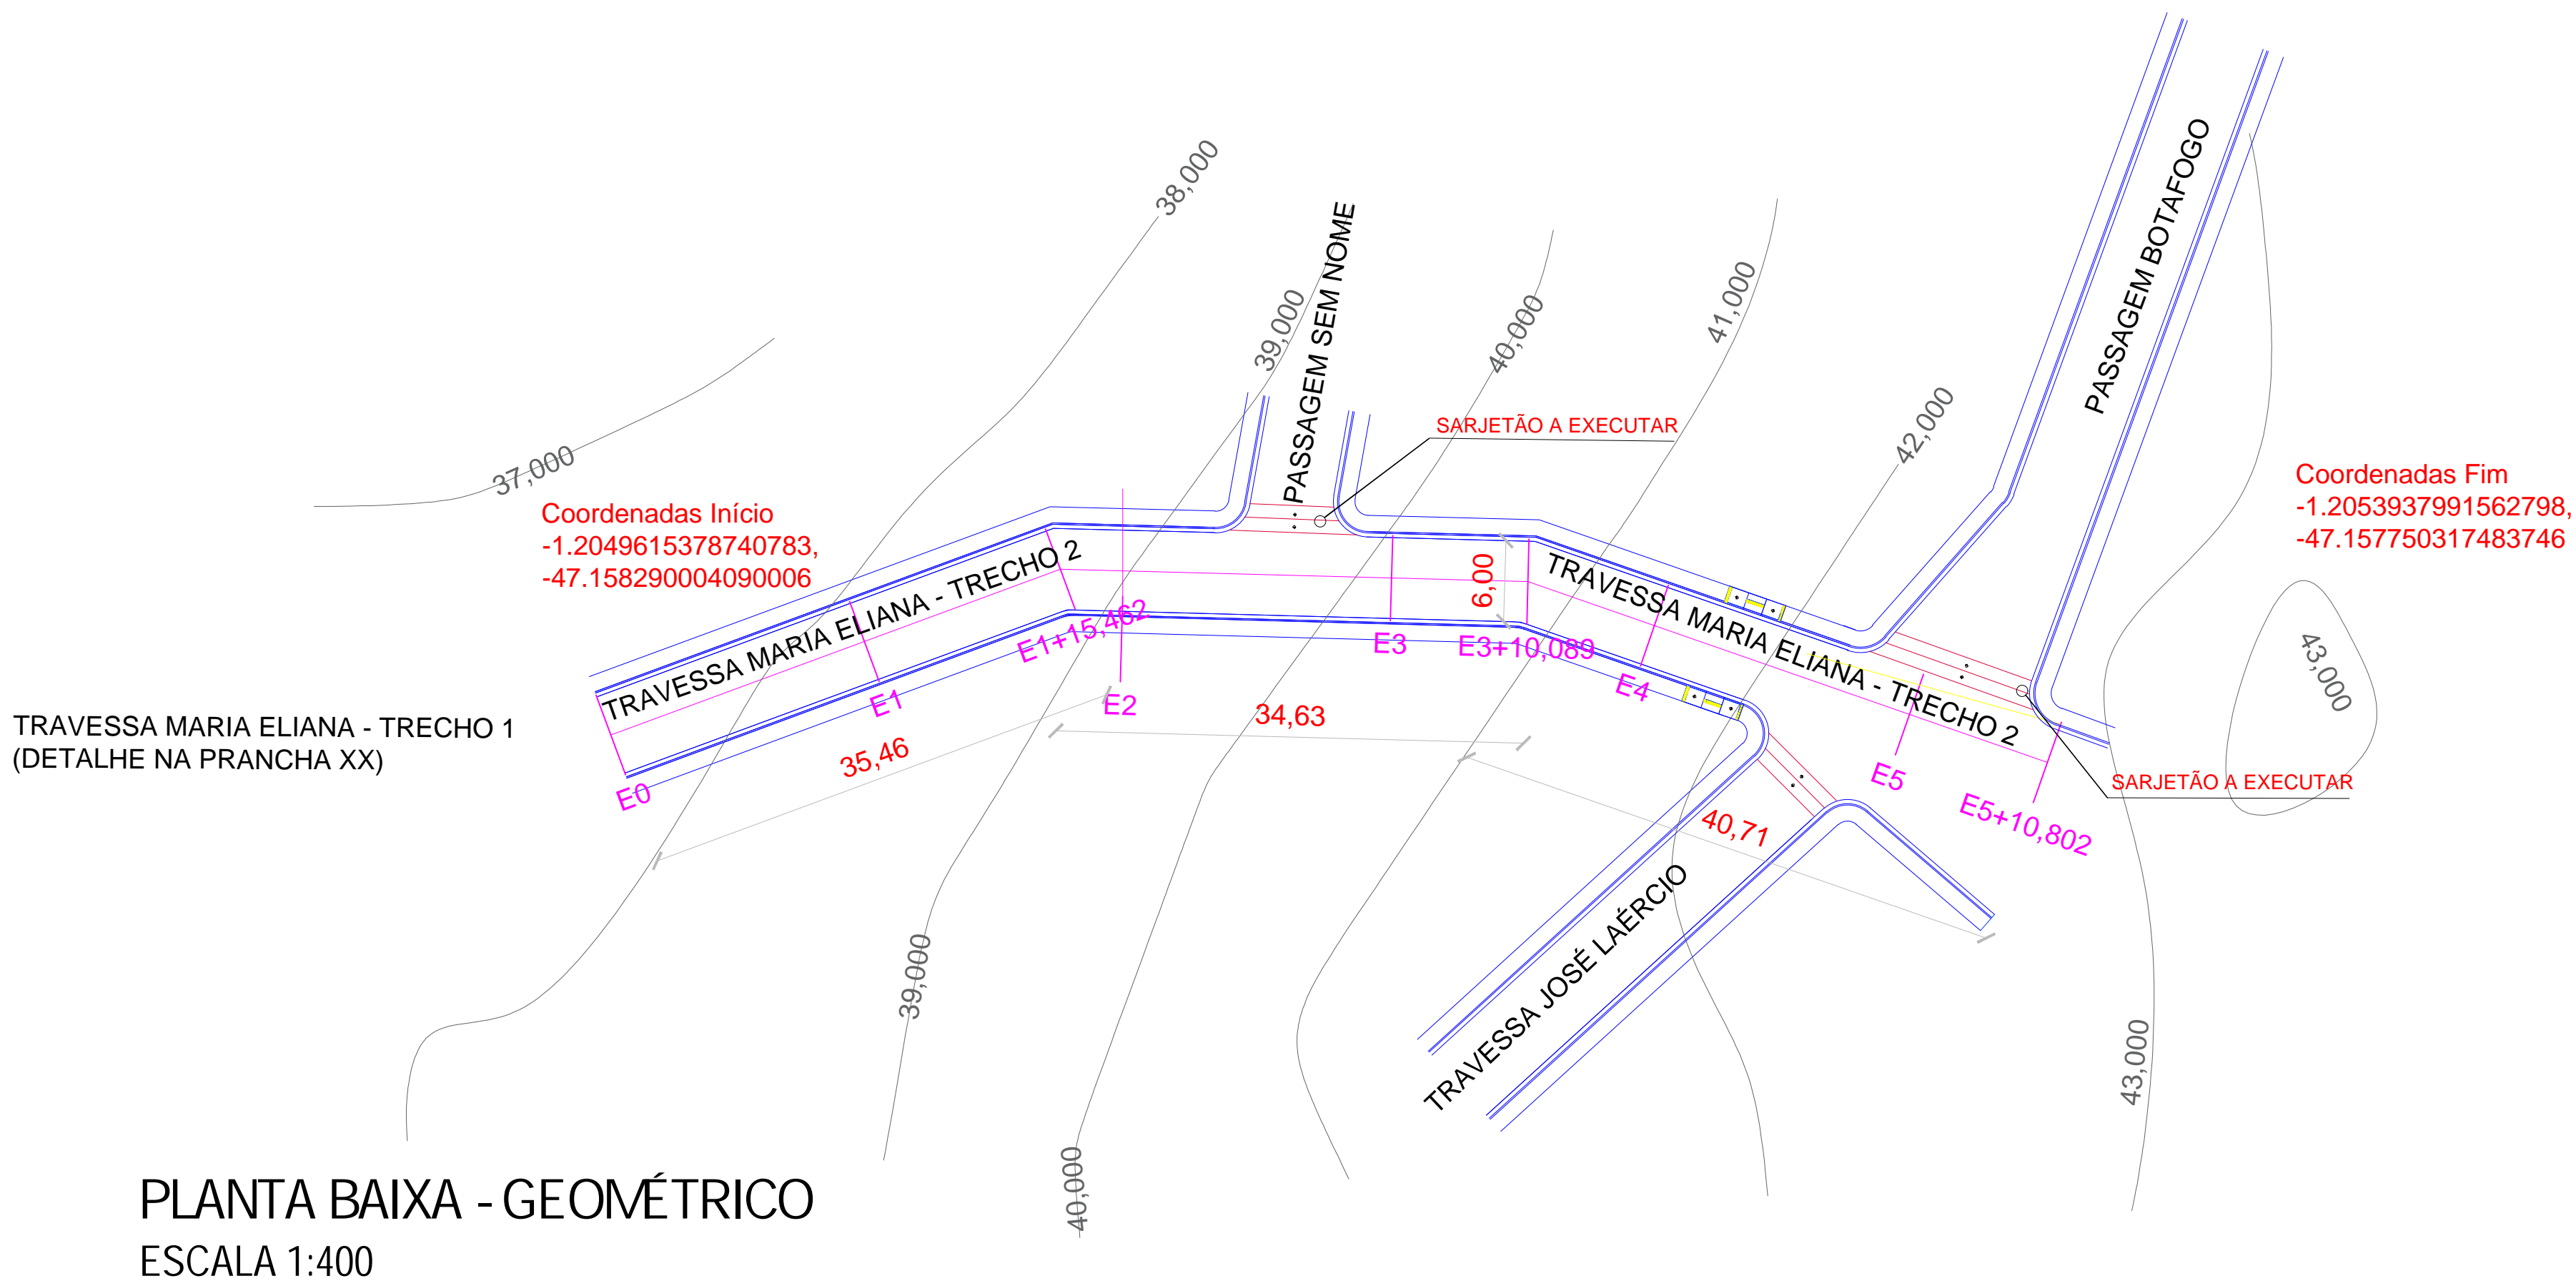 38,000
PASSAGEM BOTAFOGO
PASSAGEM SEM NOME
39,000
40,000
41,000
42,000
37,000
SARJETÃO A EXECUTAR
Coordenadas Início
-1.2049615378740783,
-47.158290004090006
Coordenadas Fim
-1.2053937991562798,
-47.157750317483746
TRAVESSA MARIA ELIANA - TRECHO 2
6,00
TRAVESSA MARIA ELIANA - TRECHO 2
E1+15,462
E3
E3+10,089
E4
E1
E2
43,000
TRAVESSA MARIA ELIANA - TRECHO 1
(DETALHE NA PRANCHA XX)
35,46
34,63
E0
E5
E5+10,802
SARJETÃO A EXECUTAR
40,71
TRAVESSA JOSÉ LAÉRCIO
39,000
43,000
40,000
PLANTA BAIXA - GEOMÉTRICO
ESCALA 1:400